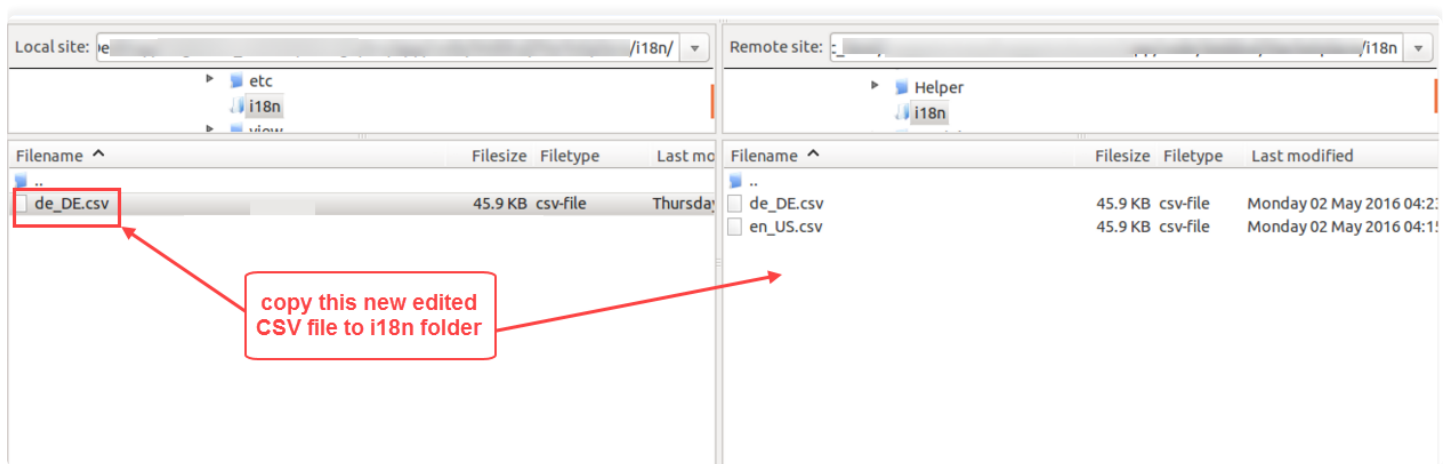 Local site: /i18n/
Remote site: /i18n
etc
i18n
view
Helper
i18n
Filename Filesize Filetype Last mo
..
de_DE.csv 45.9 KB csv-file Thursday
Filename Filesize Filetype Last modified
..
de_DE.csv 45.9 KB csv-file Monday 02 May 2016 04:2
en_US.csv 45.9 KB csv-file Monday 02 May 2016 04:1
copy this new edited
CSV file to i18n folder